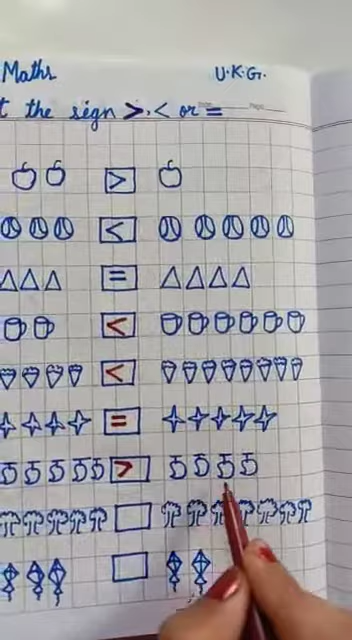 Maths
U.K.G.
t the sign >, < or =
>
<
=
<
<
=
>